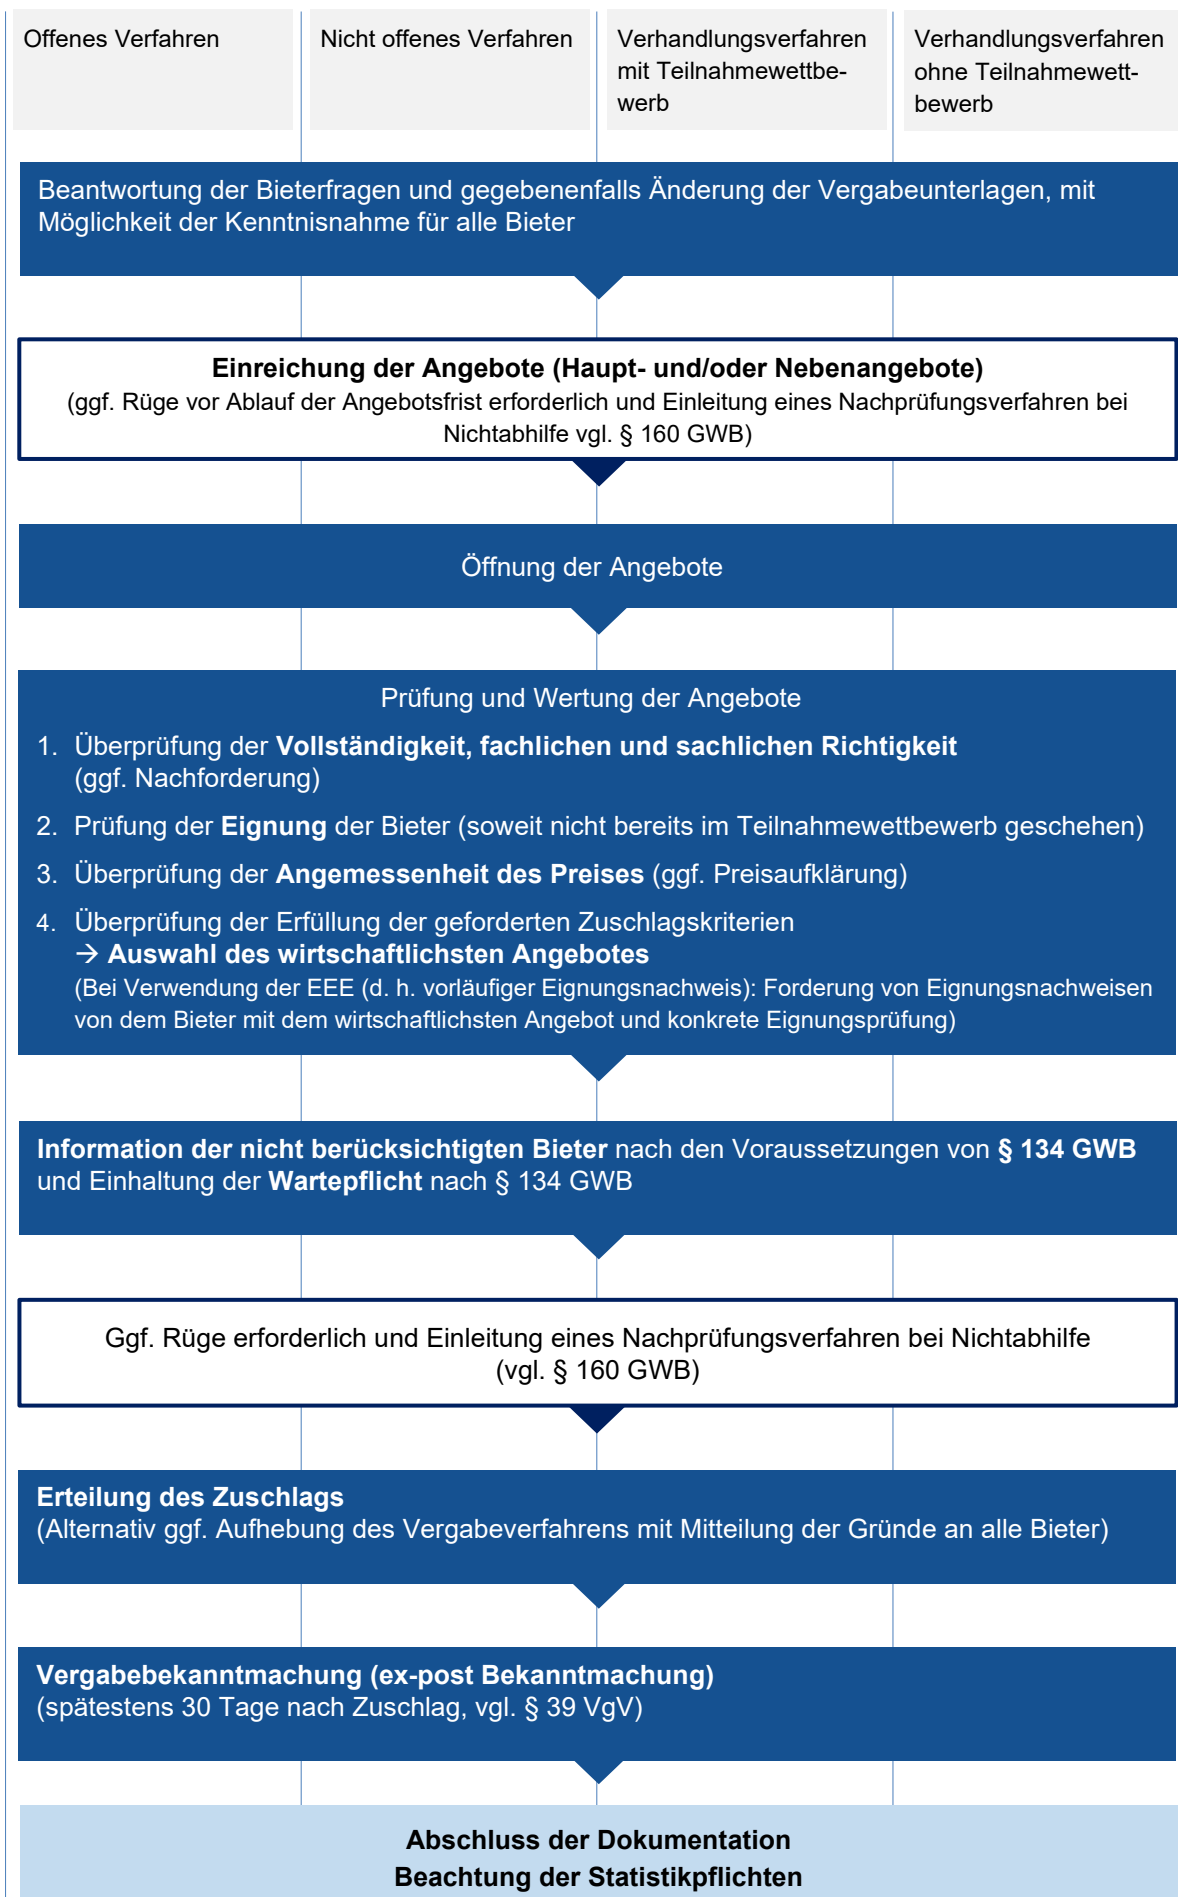 Offenes Verfahren
Nicht offenes Verfahren
Verhandlungsverfahren
mit Teilnahmewettbe-
werb
Verhandlungsverfahren
ohne Teilnahmewett-
bewerb
Beantwortung der Bieterfragen und gegebenenfalls Änderung der Vergabeunterlagen, mit
Möglichkeit der Kenntnisnahme für alle Bieter
Einreichung der Angebote (Haupt- und/oder Nebenangebote)
(ggf. Rüge vor Ablauf der Angebotsfrist erforderlich und Einleitung eines Nachprüfungsverfahren bei
Nichtabhilfe vgl. § 160 GWB)
Öffnung der Angebote
Prüfung und Wertung der Angebote
1. Überprüfung der Vollständigkeit, fachlichen und sachlichen Richtigkeit
(ggf. Nachforderung)
2. Prüfung der Eignung der Bieter (soweit nicht bereits im Teilnahmewettbewerb geschehen)
3. Überprüfung der Angemessenheit des Preises (ggf. Preisaufklärung)
4. Überprüfung der Erfüllung der geforderten Zuschlagskriterien
→ Auswahl des wirtschaftlichsten Angebotes
(Bei Verwendung der EEE (d. h. vorläufiger Eignungsnachweis): Forderung von Eignungsnachweisen
von dem Bieter mit dem wirtschaftlichsten Angebot und konkrete Eignungsprüfung)
Information der nicht berücksichtigten Bieter nach den Voraussetzungen von § 134 GWB
und Einhaltung der Wartepflicht nach § 134 GWB
Ggf. Rüge erforderlich und Einleitung eines Nachprüfungsverfahren bei Nichtabhilfe
(vgl. § 160 GWB)
Erteilung des Zuschlags
(Alternativ ggf. Aufhebung des Vergabeverfahrens mit Mitteilung der Gründe an alle Bieter)
Vergabebekanntmachung (ex-post Bekanntmachung)
(spätestens 30 Tage nach Zuschlag, vgl. § 39 VgV)
Abschluss der Dokumentation
Beachtung der Statistikpflichten